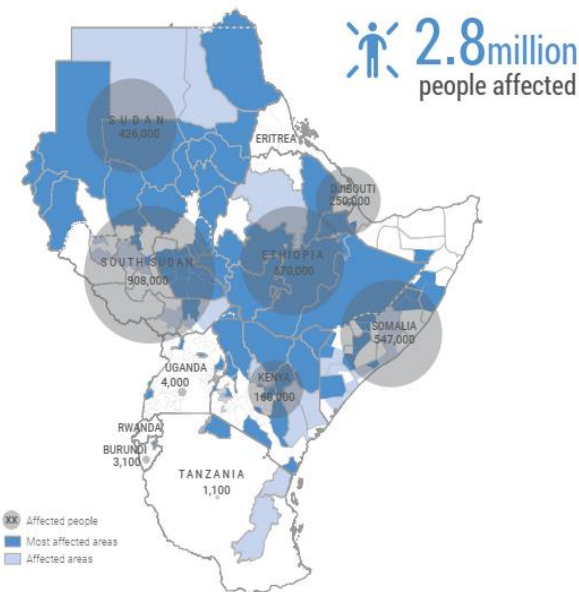 2.8 million
people affected
SUDAN
426,000
ERITREA
DJIBOUTI
250,000
SOUTH SUDAN
908,000
ETHIOPIA
570,000
SOMALIA
547,000
UGANDA
4,000
KENYA
160,000
RWANDA
BURUNDI
3,100
TANZANIA
1,100
XX Affected people
Most affected areas
Affected areas